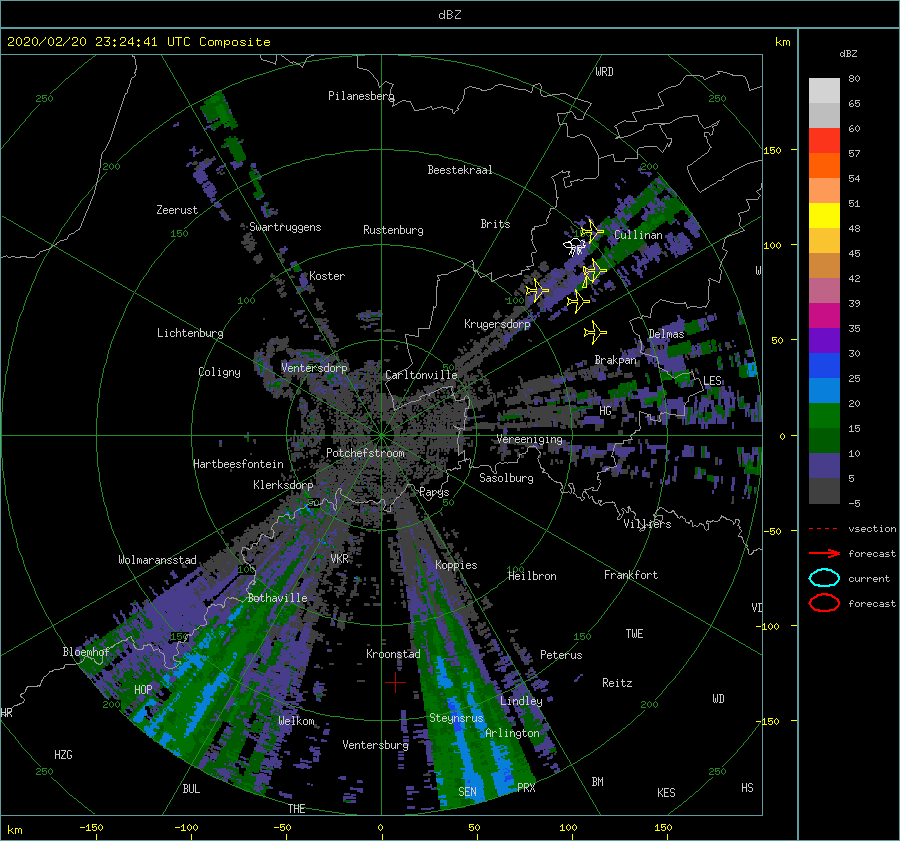 dBZ
2020/02/20 23:24:41 UTC Composite
km
dBZ
WRD
250
Pilanesberg
250
80
65
60
57
54
51
48
45
42
39
35
30
25
20
15
10
5
-5
150
200
Beestekraal
200
Zeerust
150
Swartruggens
Rustenburg
Brits
Cullinan
100
W
Koster
100
100
Krugersdorp
Lichtenburg
Delmas
50
Coligny
Ventersdorp
Carltonville
Brakpan
LES
50
HG
Vereeniging
0
Potchefstroom
Hartbeesfontein
Klerksdorp
Parys
Sasolburg
50
50
Villiers
-50
vsection
forecast
current
forecast
Wolmaransstad
VKR
Koppies
100
100
Heilbron
Frankfort
Bothaville
VI
-100
150
150
TWE
Bloemhof
Kroonstad
Peterus
HOP
Reitz
WD
200
Lindley
200
HR
Welkom
Steynsrus
-150
Arlington
HZG
Ventersburg
250
250
BUL
SEN
PRX
BM
KES
HS
THE
km
-150
-100
-50
0
50
100
150